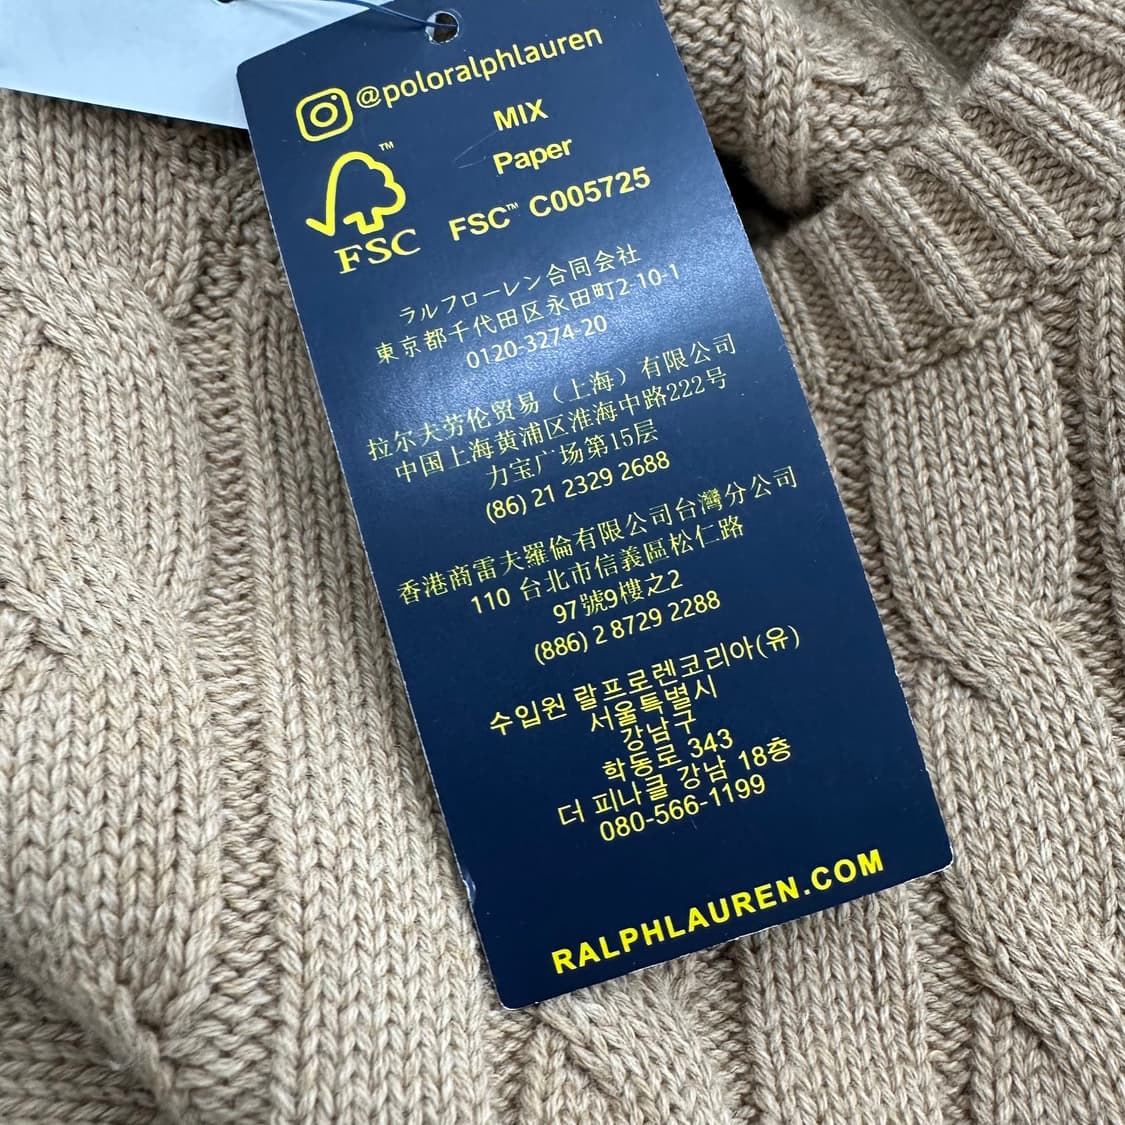 @poloralphlauren
MIX
Paper
FSC™ C005725
™
FSC
ラルフローレン合同会社
東京都千代田区永田町2-10-1
0120-3274-20
拉尔夫劳伦贸易（上海）有限公司
中国上海黄浦区淮海中路222号
力宝广场第15层
(86) 21 2329 2688
香港商雷夫羅倫有限公司台灣分公司
110 台北市信義區松仁路
97號9樓之2
(886) 2 8729 2288
수입원 랄프로렌코리아(유)
서울특별시
강남구
학동로 343
더 피나클 강남 18층
080-566-1199
RALPHLAUREN.COM